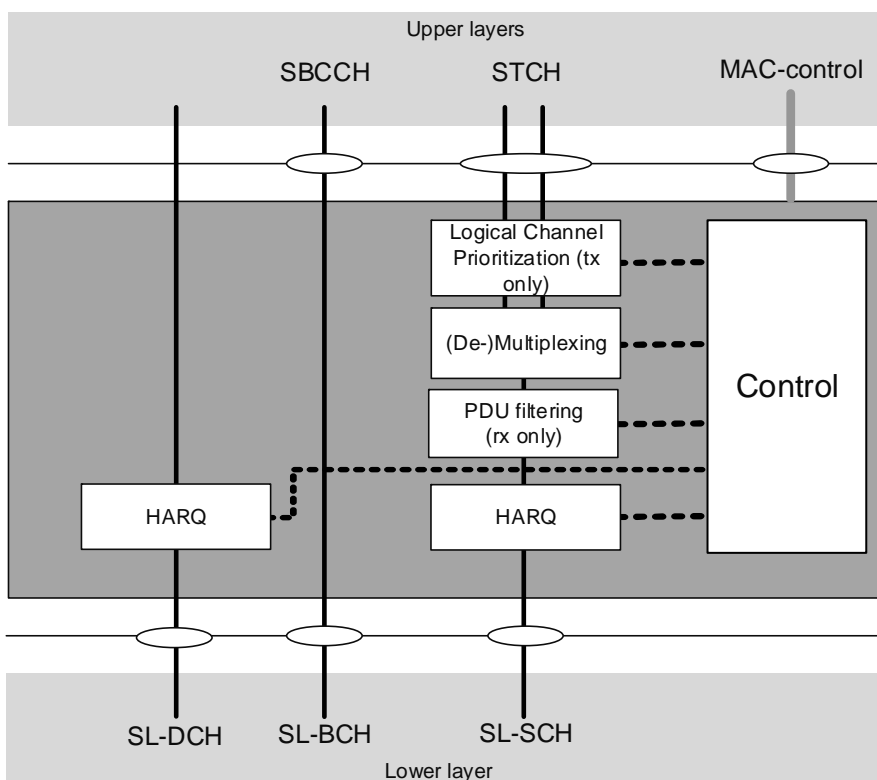 Upper layers
SBCCH
STCH
MAC-control
Logical Channel
Prioritization (tx
only)
(De-)Multiplexing
PDU filtering
(rx only)
Control
HARQ
HARQ
SL-DCH
SL-BCH
SL-SCH
Lower layer